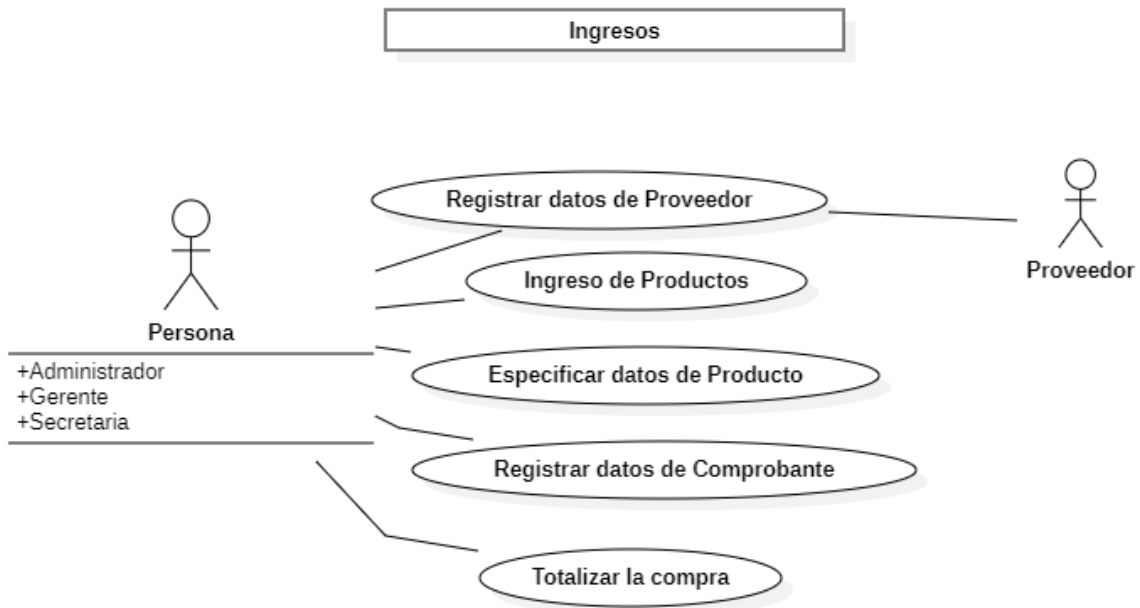 Ingresos
Registrar datos de Proveedor
Ingreso de Productos
Proveedor
Persona
+Administrador
+Gerente
+Secretaria
Especificar datos de Producto
Registrar datos de Comprobante
Totalizar la compra